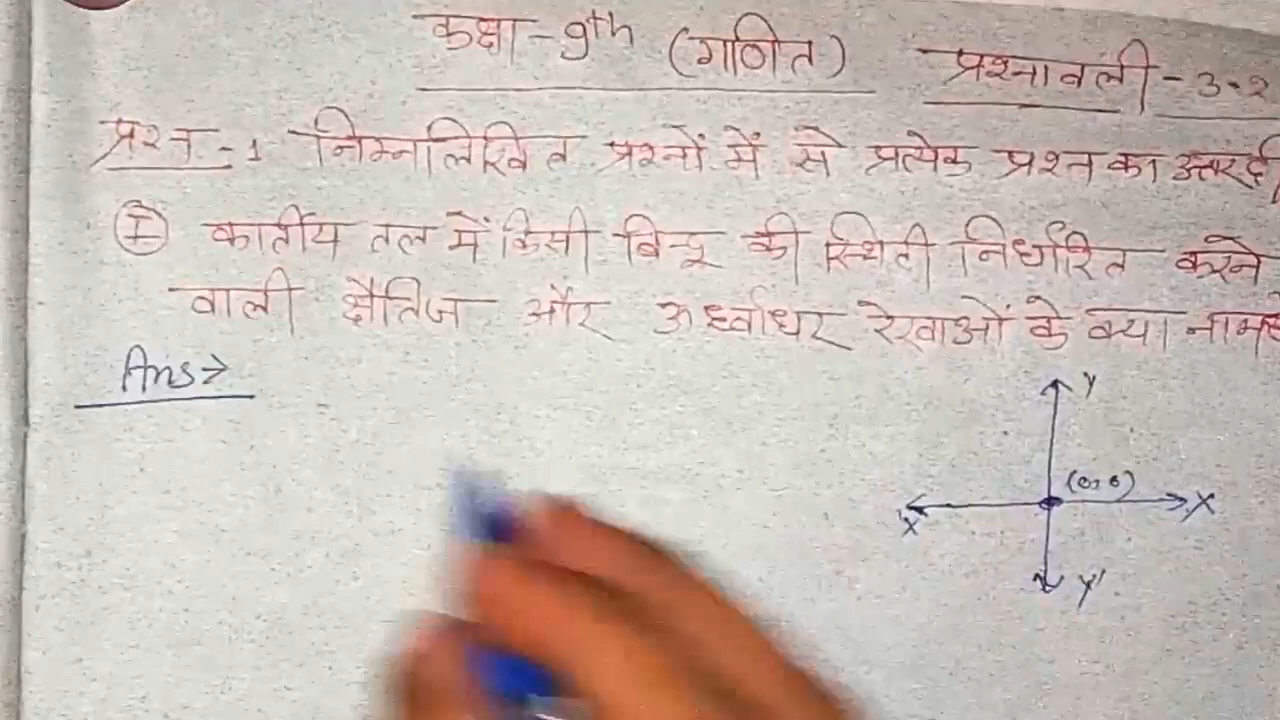 कक्षा - 9th (गणित) प्रश्नावली - 3.2
प्रश्न - 1 निम्नलिखित प्रश्नों में से प्रत्येक प्रश्न का उत्तर
I कार्तीय तल में किसी बिन्दू की स्थिती निर्धारित करने
वाली क्षैतिज और उर्ध्वाधर रेखाओं के क्या नाम
Ans→
Y
(0,0)
X' X
Y'